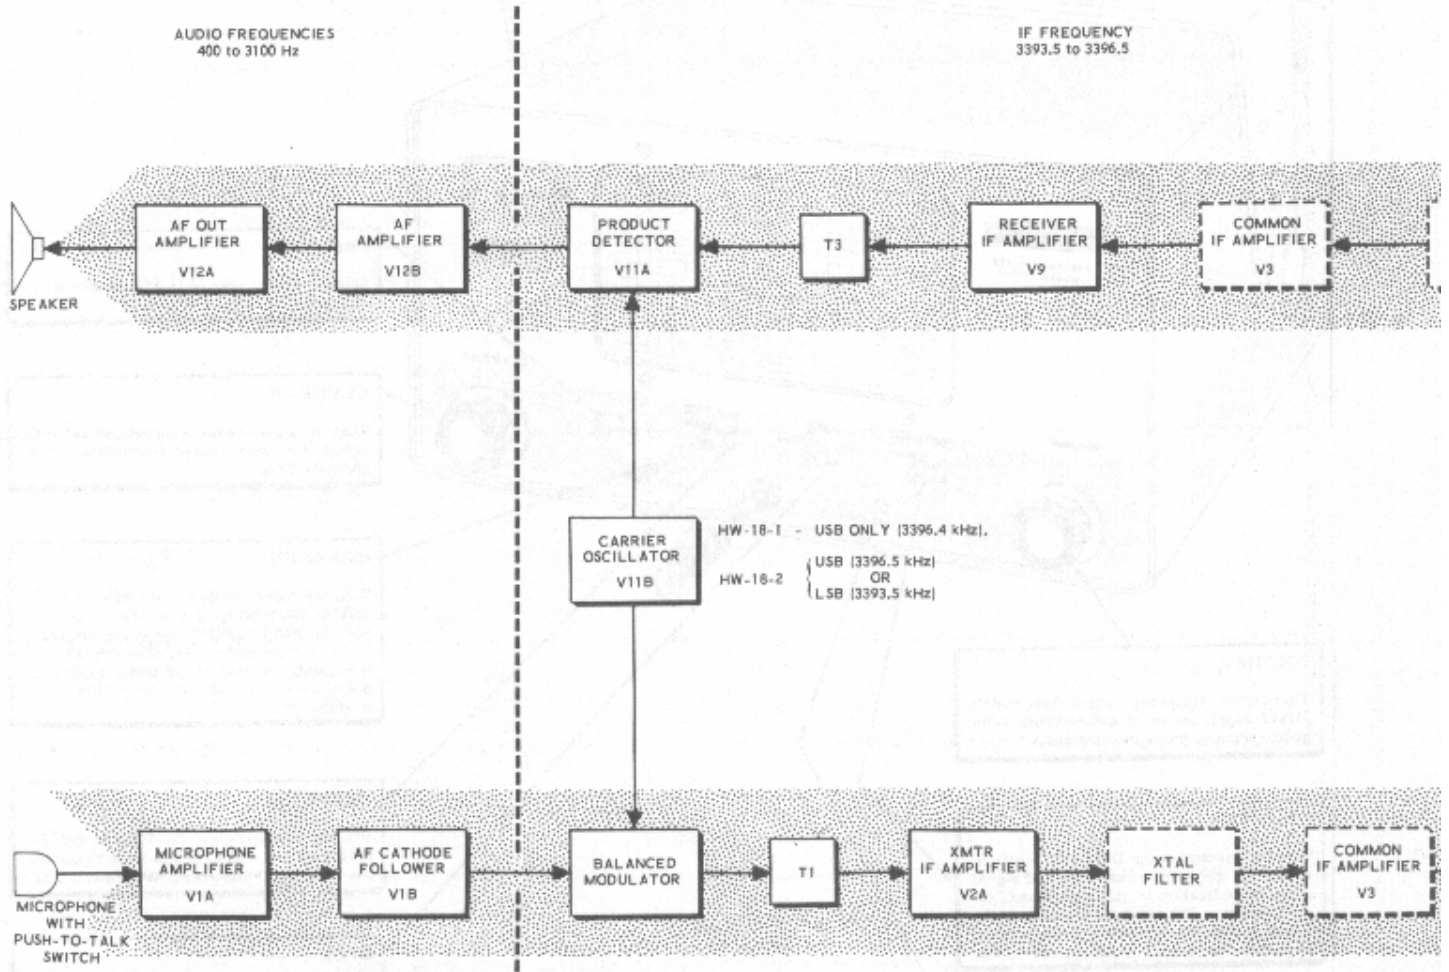 AUDIO FREQUENCIES
400 to 3100 Hz
IF FREQUENCY
3393.5 to 3396.5
AF OUT
AMPLIFIER
V12A
AF
AMPLIFIER
V12B
PRODUCT
DETECTOR
V11A
T3
RECEIVER
IF AMPLIFIER
V9
COMMON
IF AMPLIFIER
V3
SPEAKER
CARRIER
OSCILLATOR
V11B
HW-18-1 - USB ONLY (3396.4 kHz).
HW-18-2
USB (3396.5 kHz)
OR
LSB (3393.5 kHz)
MICROPHONE
AMPLIFIER
V1A
AF CATHODE
FOLLOWER
V1B
BALANCED
MODULATOR
T1
XMTR
IF AMPLIFIER
V2A
XTAL
FILTER
COMMON
IF AMPLIFIER
V3
MICROPHONE
WITH
PUSH-TO-TALK
SWITCH